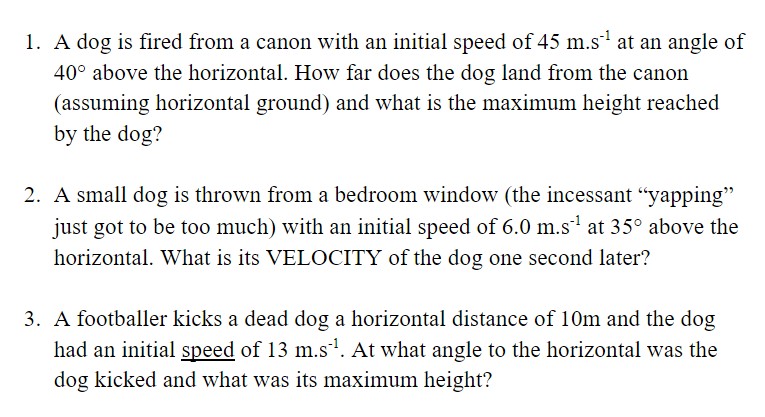 1. A dog is fired from a canon with an initial speed of 45 m.s⁻¹ at an angle of
40° above the horizontal. How far does the dog land from the canon
(assuming horizontal ground) and what is the maximum height reached
by the dog?
2. A small dog is thrown from a bedroom window (the incessant “yapping”
just got to be too much) with an initial speed of 6.0 m.s⁻¹ at 35° above the
horizontal. What is its VELOCITY of the dog one second later?
3. A footballer kicks a dead dog a horizontal distance of 10m and the dog
had an initial speed of 13 m.s⁻¹. At what angle to the horizontal was the
dog kicked and what was its maximum height?